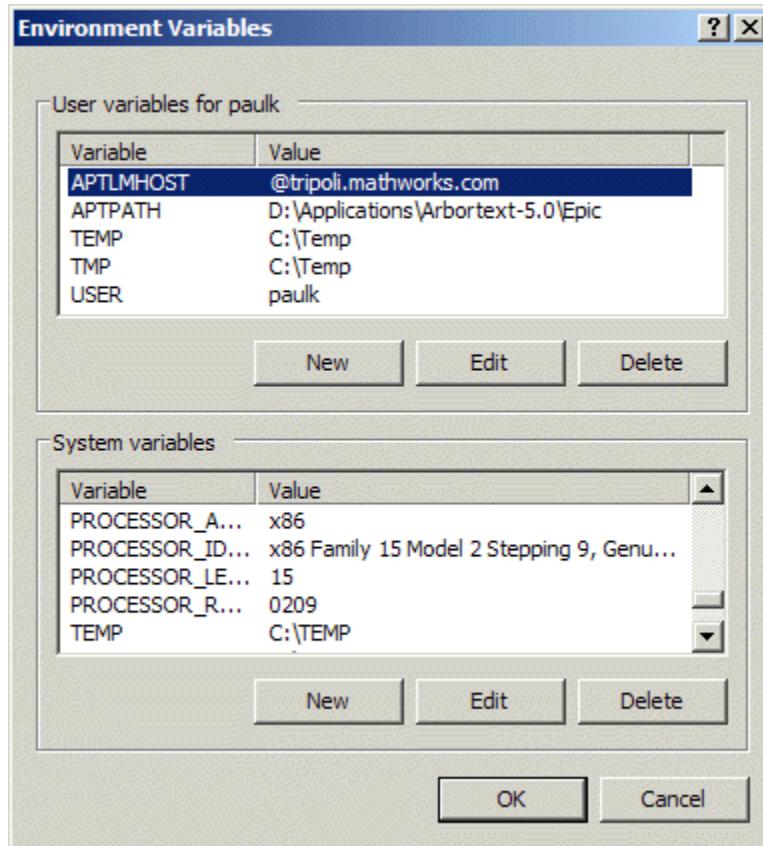 Environment Variables
User variables for paulk
Variable Value
APTLMHOST @tripoli.mathworks.com
APTPATH D:\Applications\Arbortext-5.0\Epic
TEMP C:\Temp
TMP C:\Temp
USER paulk
New Edit Delete
System variables
Variable Value
PROCESSOR_A... x86
PROCESSOR_ID... x86 Family 15 Model 2 Stepping 9, Genu...
PROCESSOR_LE... 15
PROCESSOR_R... 0209
TEMP C:\TEMP
New Edit Delete
OK Cancel